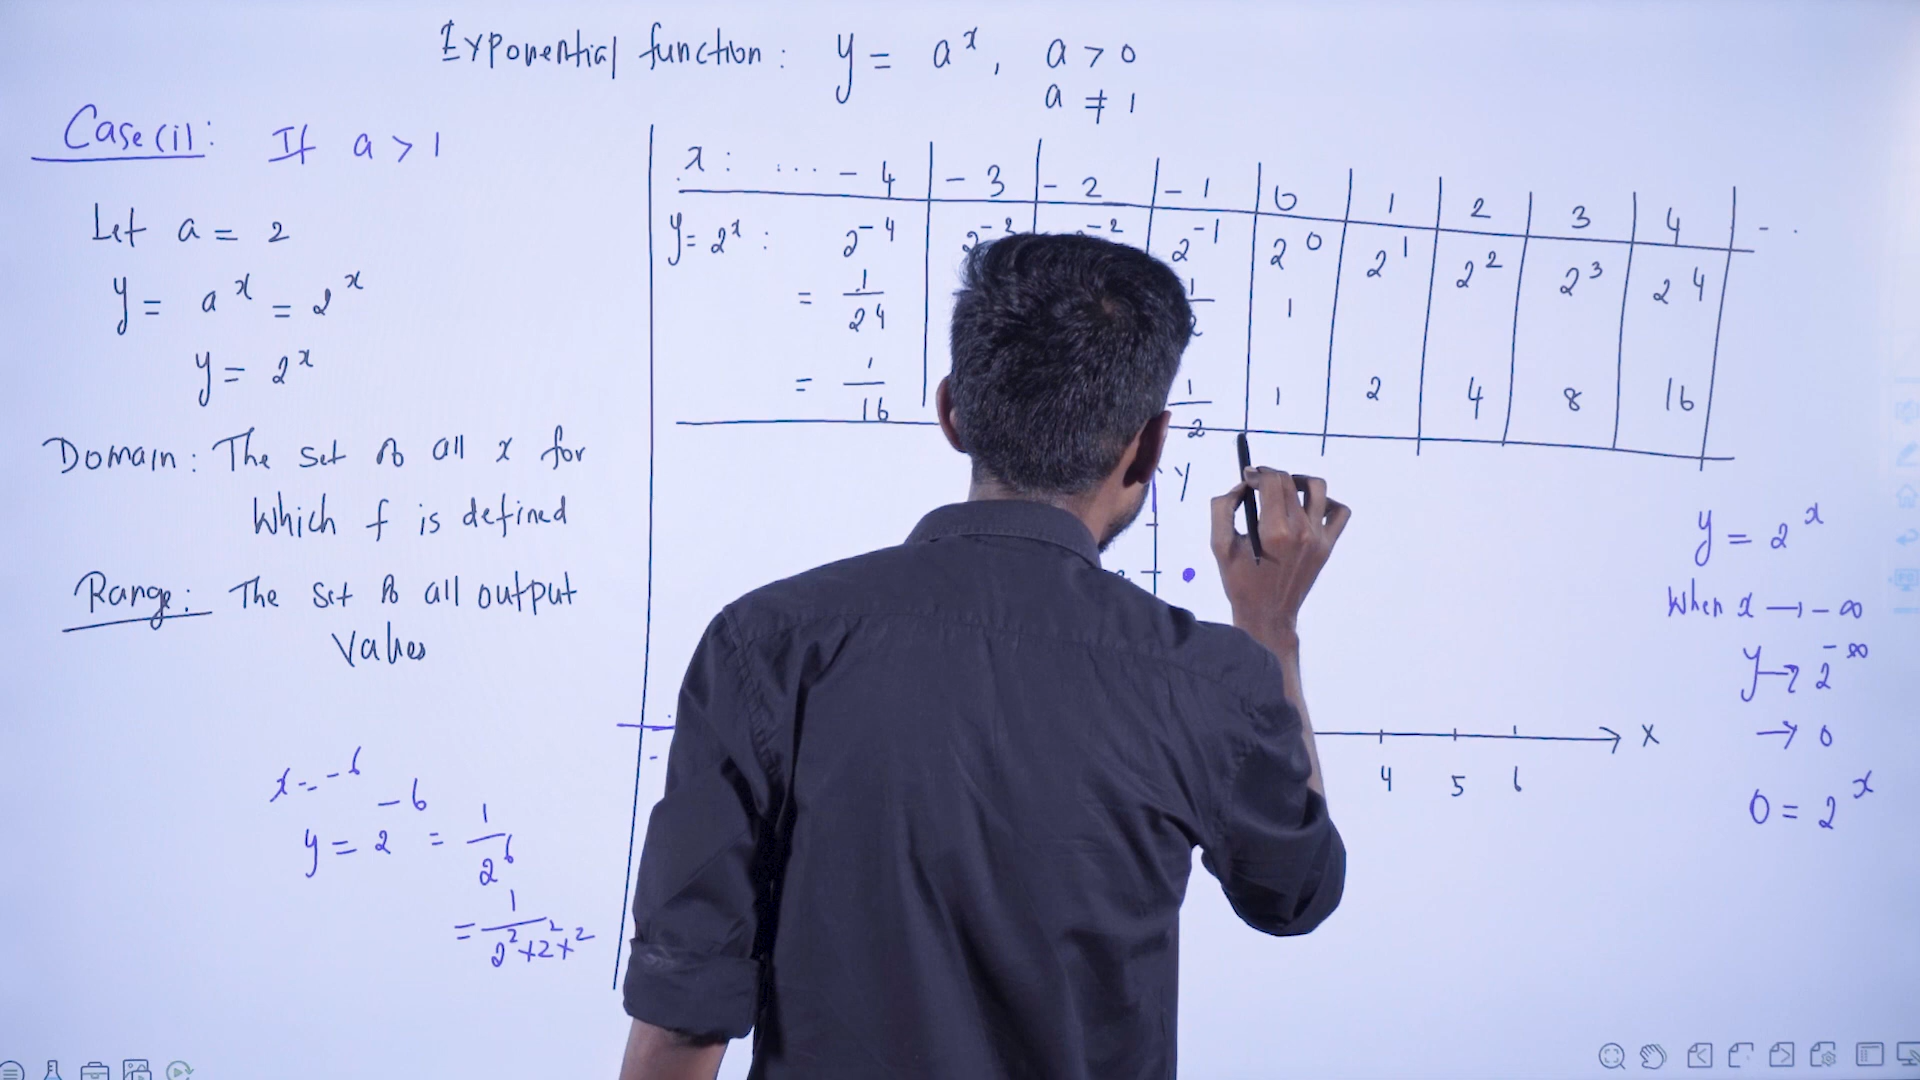 Exponential function: y = a^x, a > 0
a ≠ 1
Case(i): If a > 1
Let a = 2
y = a^x = 2^x
y = 2^x
Domain: The set of all x for
which f is defined
Range: The set of all output
values
x = -6
y = 2^-6 = 1/2^6
= 1/2^2×2^2×2
x: ... -4 -3 -2 -1 0 1 2 3 4 ...
y = 2^x: 2^-4 2^-1 2^0 2^1 2^2 2^3 2^4
= 1/2^4 1/2 1
= 1/16 1/2 1 2 4 8 16
Y
X
4 5 6
y = 2^x
When x → -∞
y → 2^-∞
→ 0
0 = 2^x